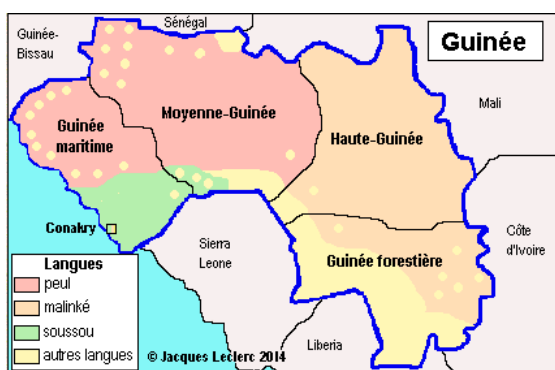 Sénégal
Guinée-
Bissau
Guinée
Mali
Moyenne-Guinée
Guinée
maritime
Haute-Guinée
Conakry
Sierra
Leone
Côte
d'Ivoire
Guinée forestière
Liberia
Langues
peul
malinké
soussou
autres langues
© Jacques Leclerc 2014